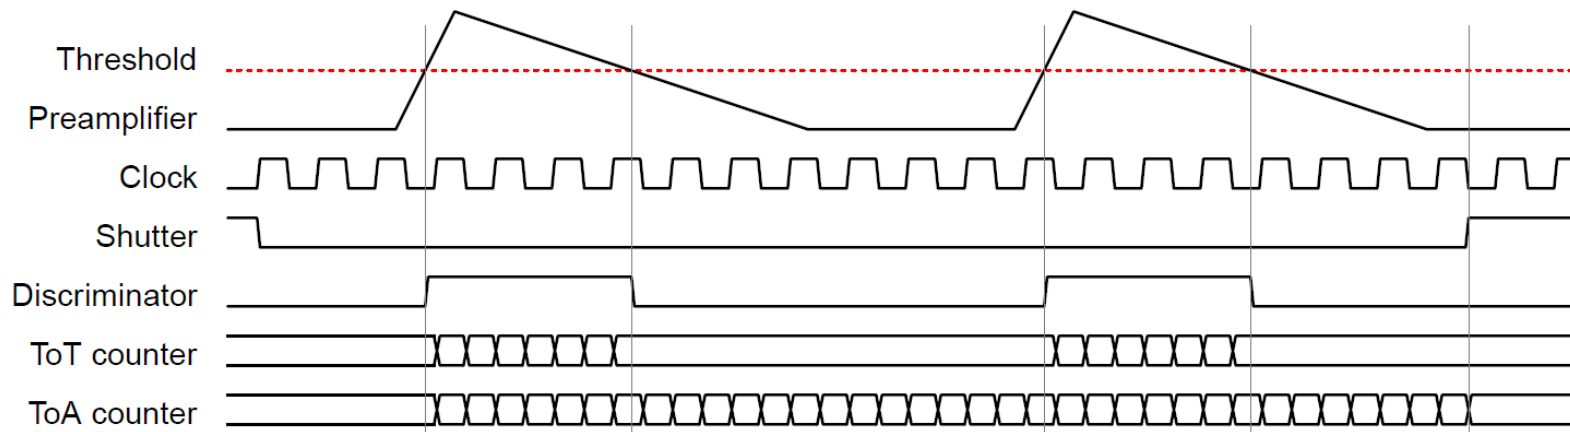 Threshold
Preamplifier
Clock
Shutter
Discriminator
ToT counter
ToA counter